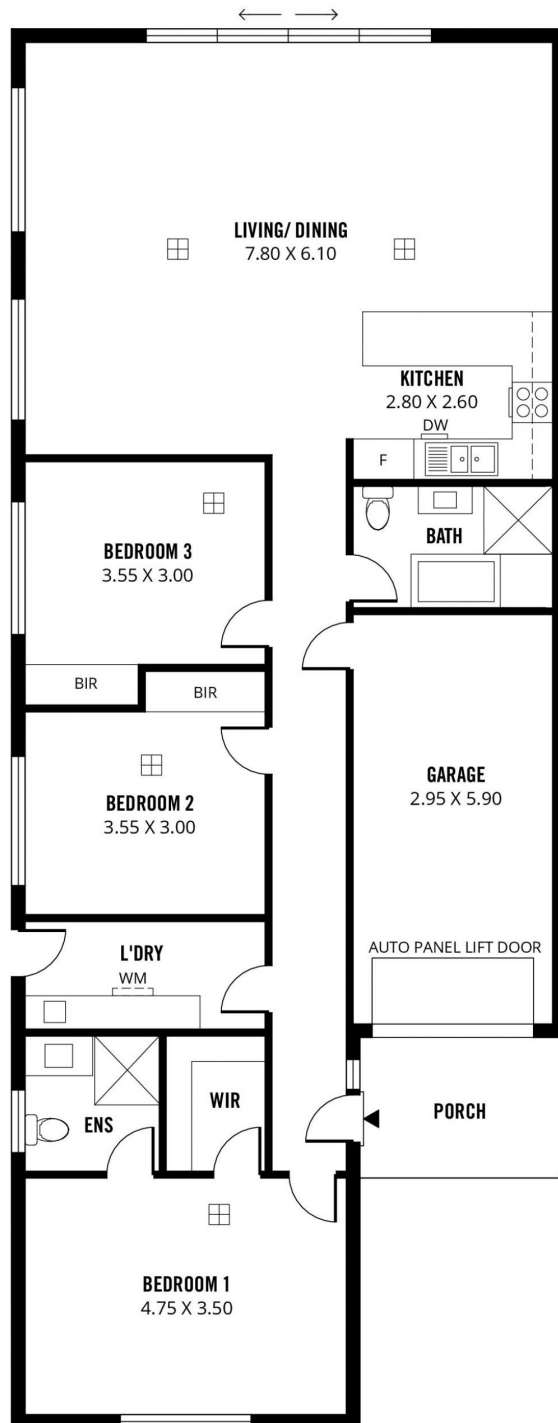 LIVING/ DINING
7.80 X 6.10
KITCHEN
2.80 X 2.60
DW
F
BATH
BEDROOM 3
3.55 X 3.00
BIR
BIR
BEDROOM 2
3.55 X 3.00
GARAGE
2.95 X 5.90
AUTO PANEL LIFT DOOR
L'DRY
WM
ENS
WIR
PORCH
BEDROOM 1
4.75 X 3.50